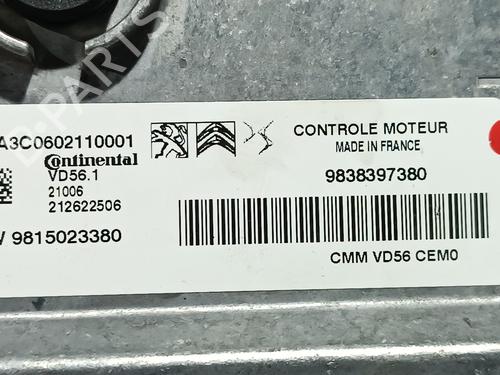 A3C0602110001
Continental
VD56.1
21006
212622506
9815023380
CONTROLE MOTEUR
MADE IN FRANCE
9838397380
CMM VD56 CEM0